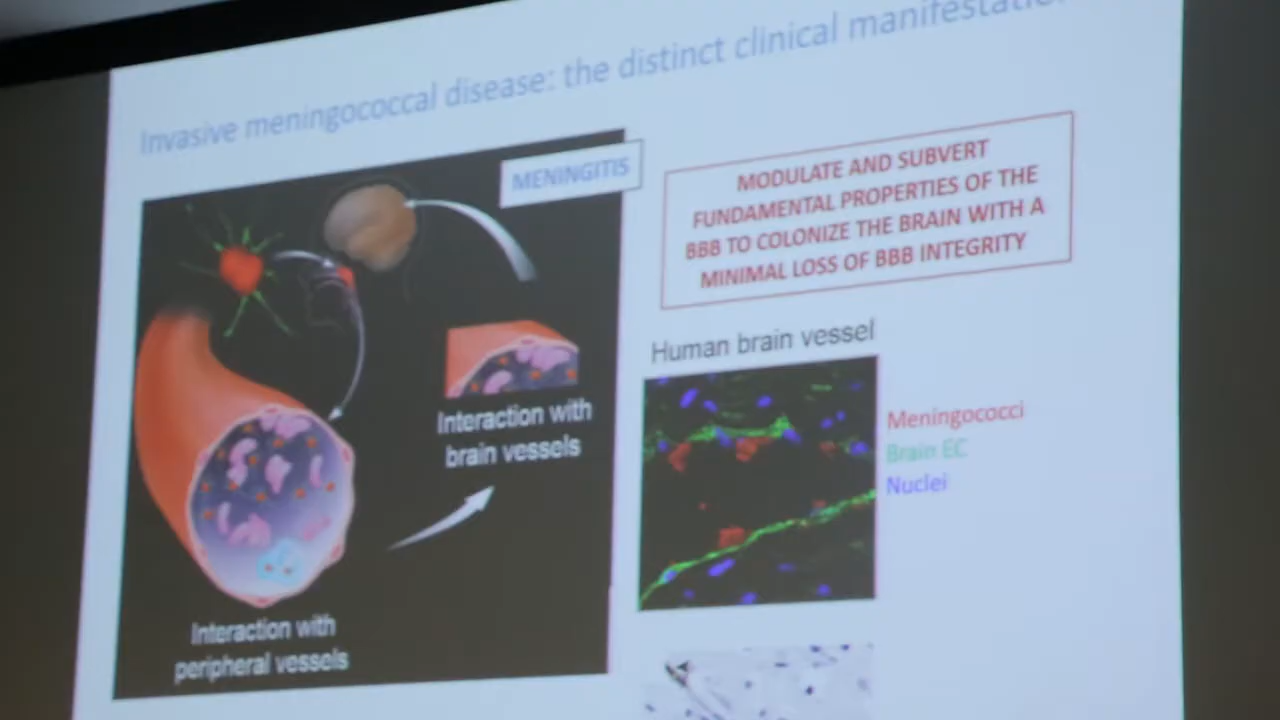 Invasive meningococcal disease: the distinct clinical
MENINGITIS
MODULATE AND SUBVERT
FUNDAMENTAL PROPERTIES OF THE
BBB TO COLONIZE THE BRAIN WITH A
MINIMAL LOSS OF BBB INTEGRITY
Human brain vessel
Meningococci
Brain EC
Nuclei
Interaction with
brain vessels
Interaction with
peripheral vessels